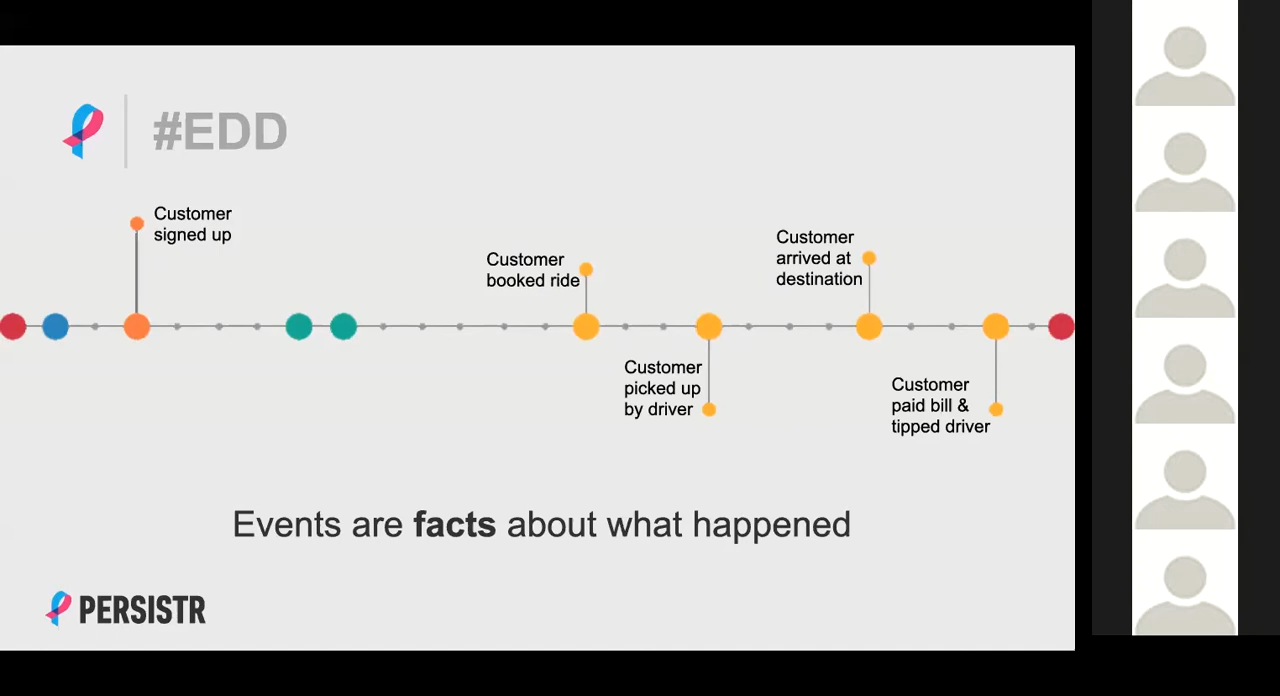 #EDD
Customer
signed up
Customer
booked ride
Customer
picked up
by driver
Customer
arrived at
destination
Customer
paid bill &
tipped driver
Events are facts about what happened
PERSISTR